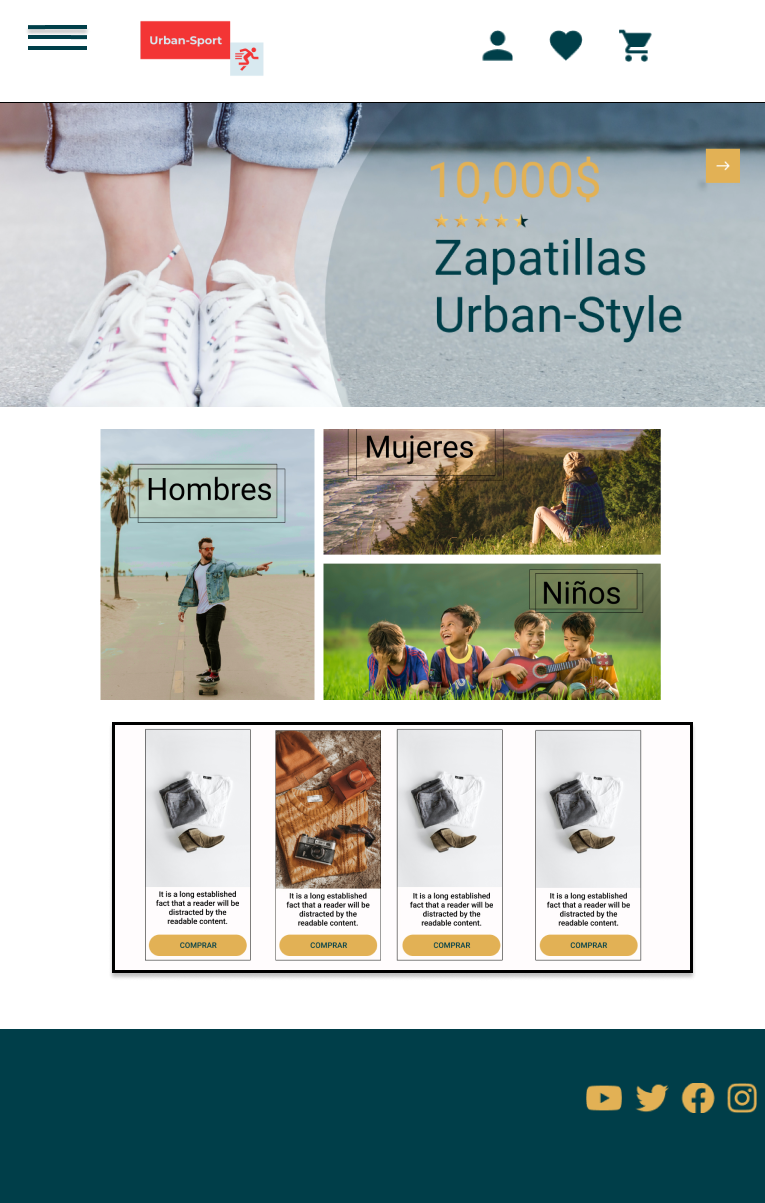 Urban-Sport
10,000$
Zapatillas
Urban-Style
Hombres
Mujeres
Niños
It is a long established
fact that a reader will be
distracted by the
readable content.
COMPRAR
It is a long established
fact that a reader will be
distracted by the
readable content.
COMPRAR
It is a long established
fact that a reader will be
distracted by the
readable content.
COMPRAR
It is a long established
fact that a reader will be
distracted by the
readable content.
COMPRAR